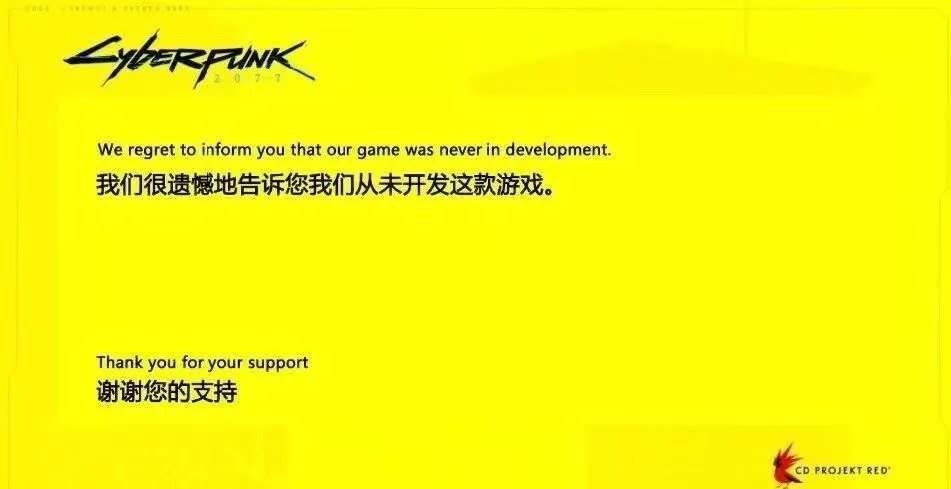 Cyberpunk
2077
We regret to inform you that our game was never in development.
我们很遗憾地告诉您我们从未开发这款游戏。
Thank you for your support
谢谢您的支持
CD PROJEKT RED®